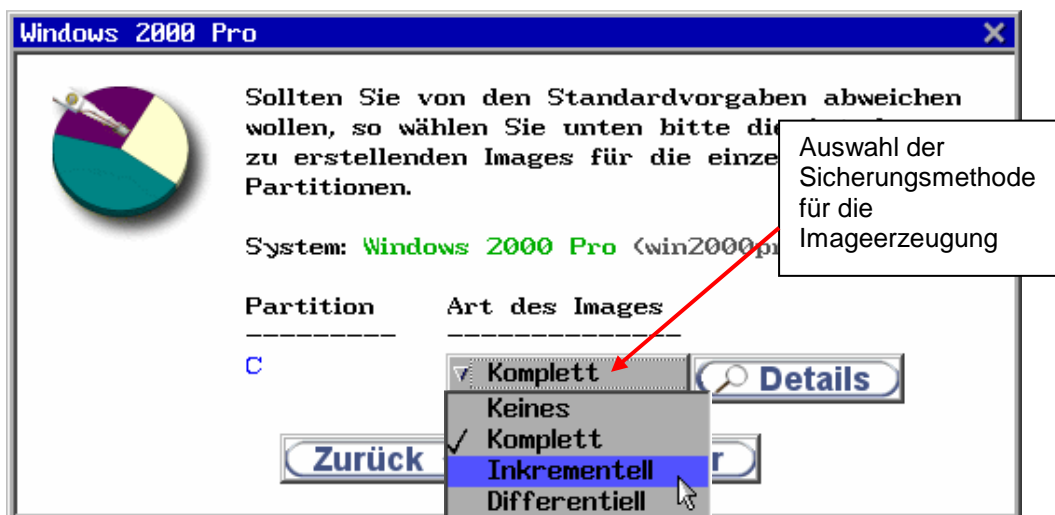 Windows 2000 Pro
Sollten Sie von den Standardvorgaben abweichen
wollen, so wählen Sie unten bitte die
zu erstellenden Images für die einze
Partitionen.
Auswahl der
Sicherungsmethode
für die
Imageerzeugung
System: Windows 2000 Pro (win2000p
Partition Art des Images
C Komplett Details
Keines
Komplett
Inkrementell
Differentiell
Zurück r